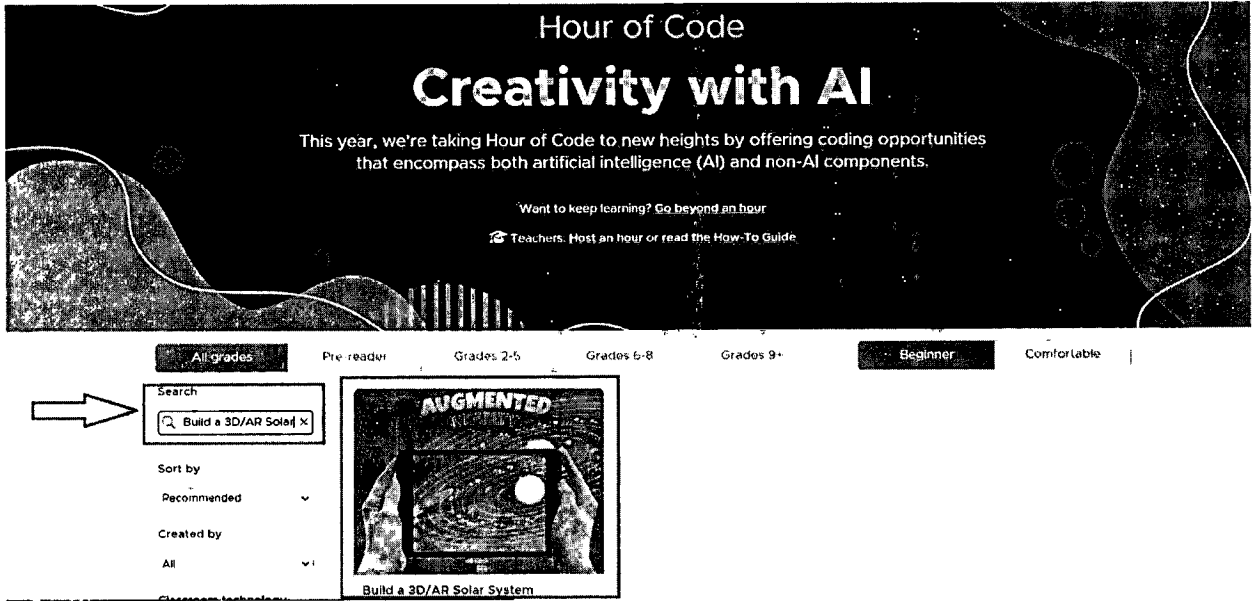 Hour of Code
Creativity with AI
This year, we're taking Hour of Code to new heights by offering coding opportunities
that encompass both artificial intelligence (AI) and non-AI components.
Want to keep learning? Go beyond an hour
Teachers. Host an hour or read the How-To Guide
All grades Pre-reader Grades 2-5 Grades 6-8 Grades 9+ Beginner Comfortable
Search
Build a 3D/AR Solar
Sort by
Recommended
Created by
All
Classroom technology
AUGMENTED
Build a 3D/AR Solar System